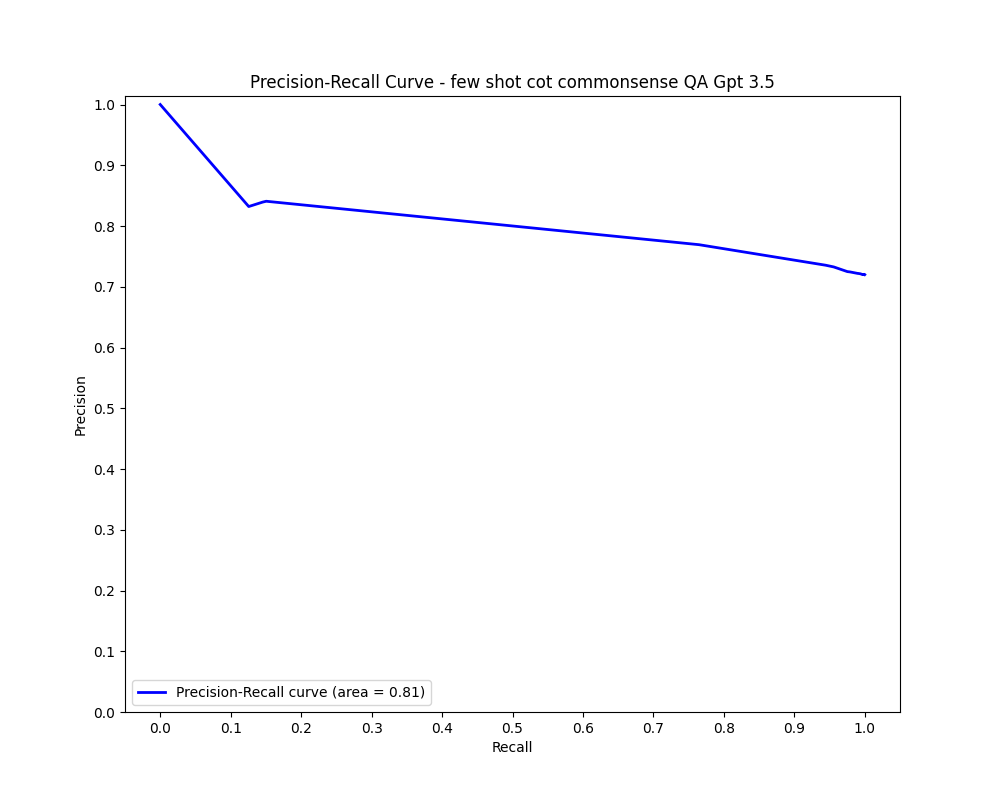 Precision-Recall Curve - few shot cot commonsense QA Gpt 3.5
1.0
0.9
0.8
0.7
0.6
0.5
0.4
0.3
0.2
0.1
0.0
Precision
Precision-Recall curve (area = 0.81)
0.0 0.1 0.2 0.3 0.4 0.5 0.6 0.7 0.8 0.9 1.0
Recall